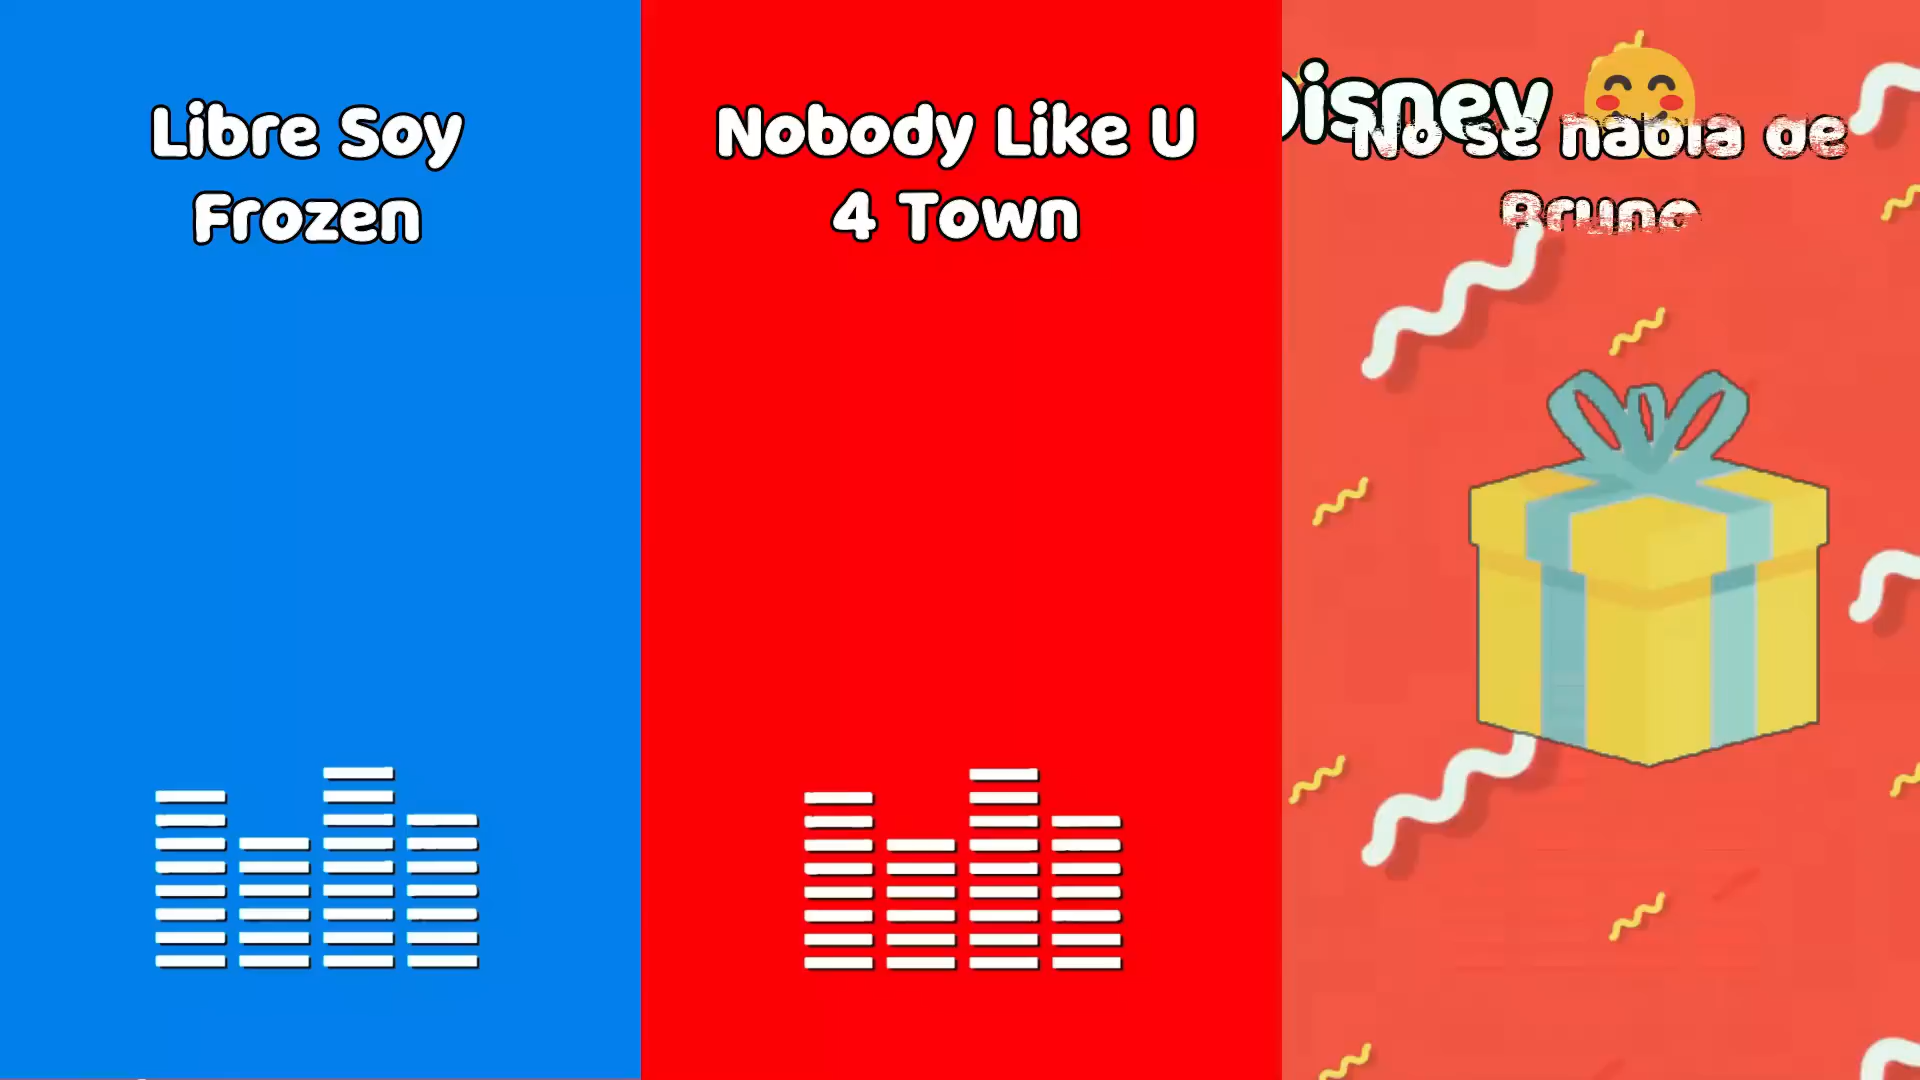 Libre Soy
Frozen
Nobody Like U
4 Town
Disney
No se habla de
Bruno